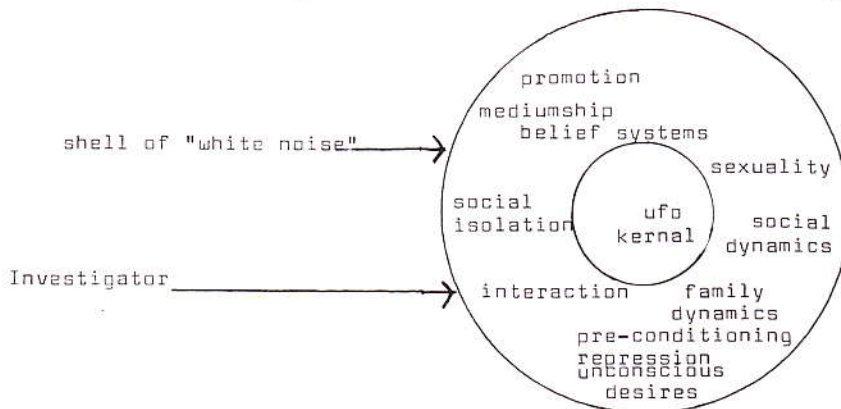 promotion
mediumship
belief systems
shell of "white noise"
sexuality
social
isolation
ufo
kernal
social
dynamics
Investigator
interaction
family
dynamics
pre-conditioning
repression
unconscious
desires